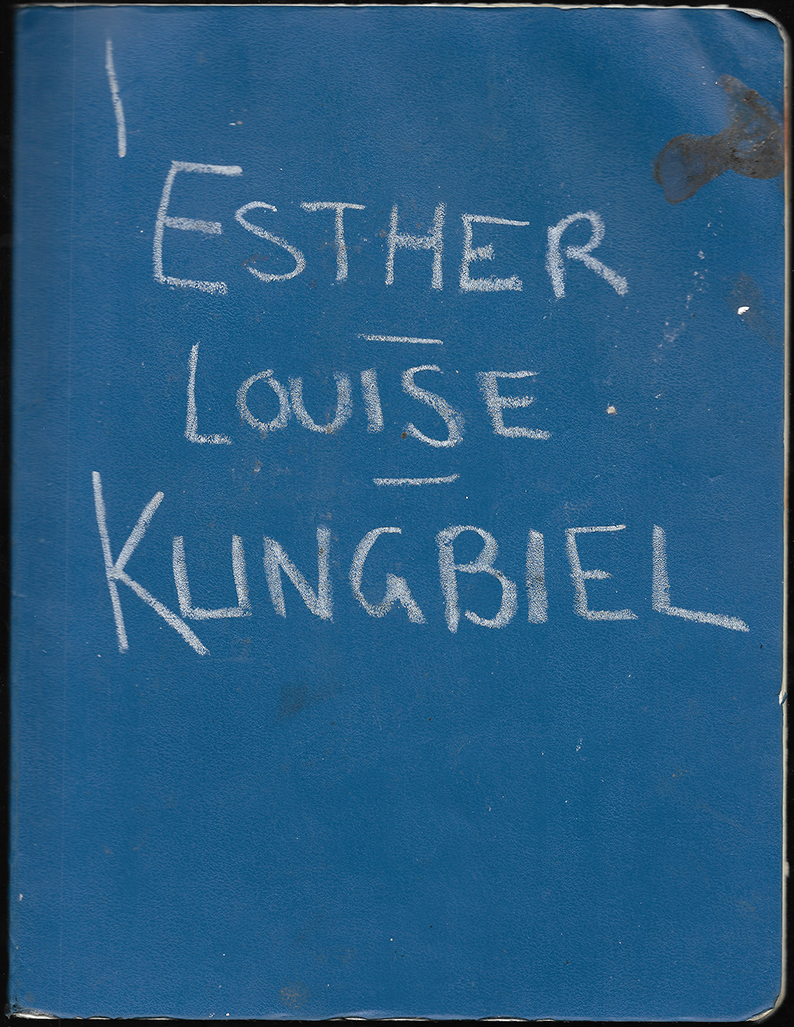 I
ESTHER
—
LOUISE
—
KLINGBIEL